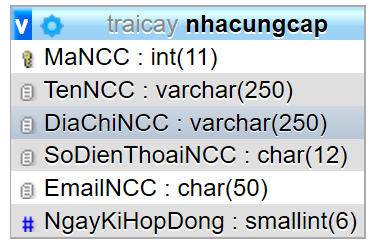 v traicay nhacungcap
MaNCC : int(11)
TenNCC : varchar(250)
DiaChiNCC : varchar(250)
SoDienThoaiNCC : char(12)
EmailNCC : char(50)
# NgayKiHopDong : smallint(6)